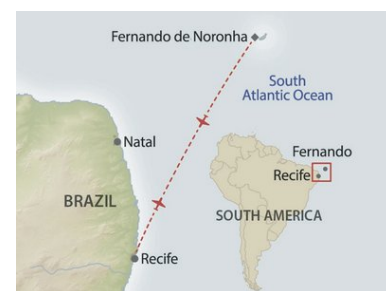 Fernando de Noronha
South
Atlantic Ocean
Natal
Fernando
Recife
BRAZIL
SOUTH AMERICA
Recife